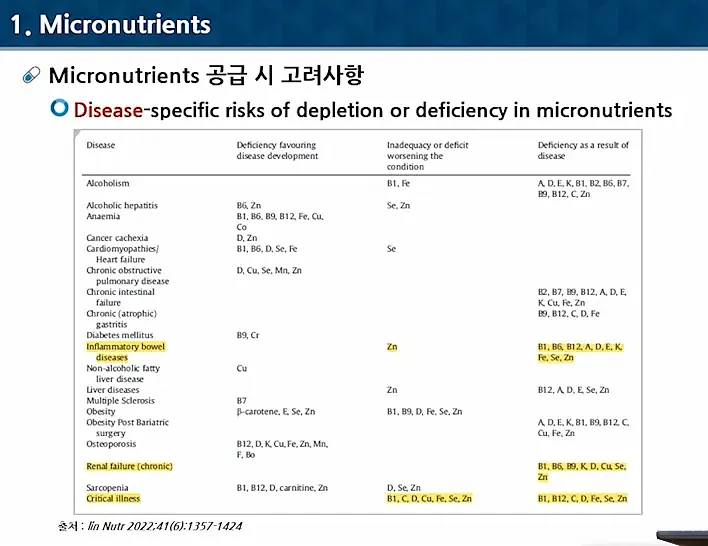 1. Micronutrients
Micronutrients 공급 시 고려사항
Disease-specific risks of depletion or deficiency in micronutrients
Disease Deficiency favouring disease development Inadequacy or deficit worsening the condition Deficiency as a result of disease
Alcoholism B1, Fe A, D, E, K, B1, B2, B6, B7, B9, B12, C, Zn
Alcoholic hepatitis B6, Zn Se, Zn
Anaemia B1, B6, B9, B12, Fe, Cu, Co
Cancer cachexia D, Zn
Cardiomyopathies/ Heart failure B1, B6, D, Se, Fe Se
Chronic obstructive pulmonary disease D, Cu, Se, Mn, Zn
Chronic intestinal failure B2, B7, B9, B12, A, D, E, K, Cu, Fe, Zn
Chronic (atrophic) gastritis B9, B12, C, D, Fe
Diabetes mellitus B9, Cr
Inflammatory bowel diseases Zn B1, B6, B12, A, D, E, K, Fe, Se, Zn
Non-alcoholic fatty liver disease Cu
Liver diseases Zn B12, A, D, E, Se, Zn
Multiple Sclerosis B7
Obesity β-carotene, E, Se, Zn B1, B9, D, Fe, Se, Zn
Obesity Post Bariatric surgery A, D, E, K, B1, B9, B12, C, Cu, Fe, Zn
Osteoporosis B12, D, K, Cu, Fe, Zn, Mn, F, Bo
Renal failure (chronic) B1, B6, B9, K, D, Cu, Se, Zn
Sarcopenia B1, B12, D, carnitine, Zn D, Se, Zn
Critical illness B1, C, D, Cu, Fe, Se, Zn B1, B12, C, D, Fe, Se, Zn
출처 : lin Nutr 2022;41(6):1357-1424